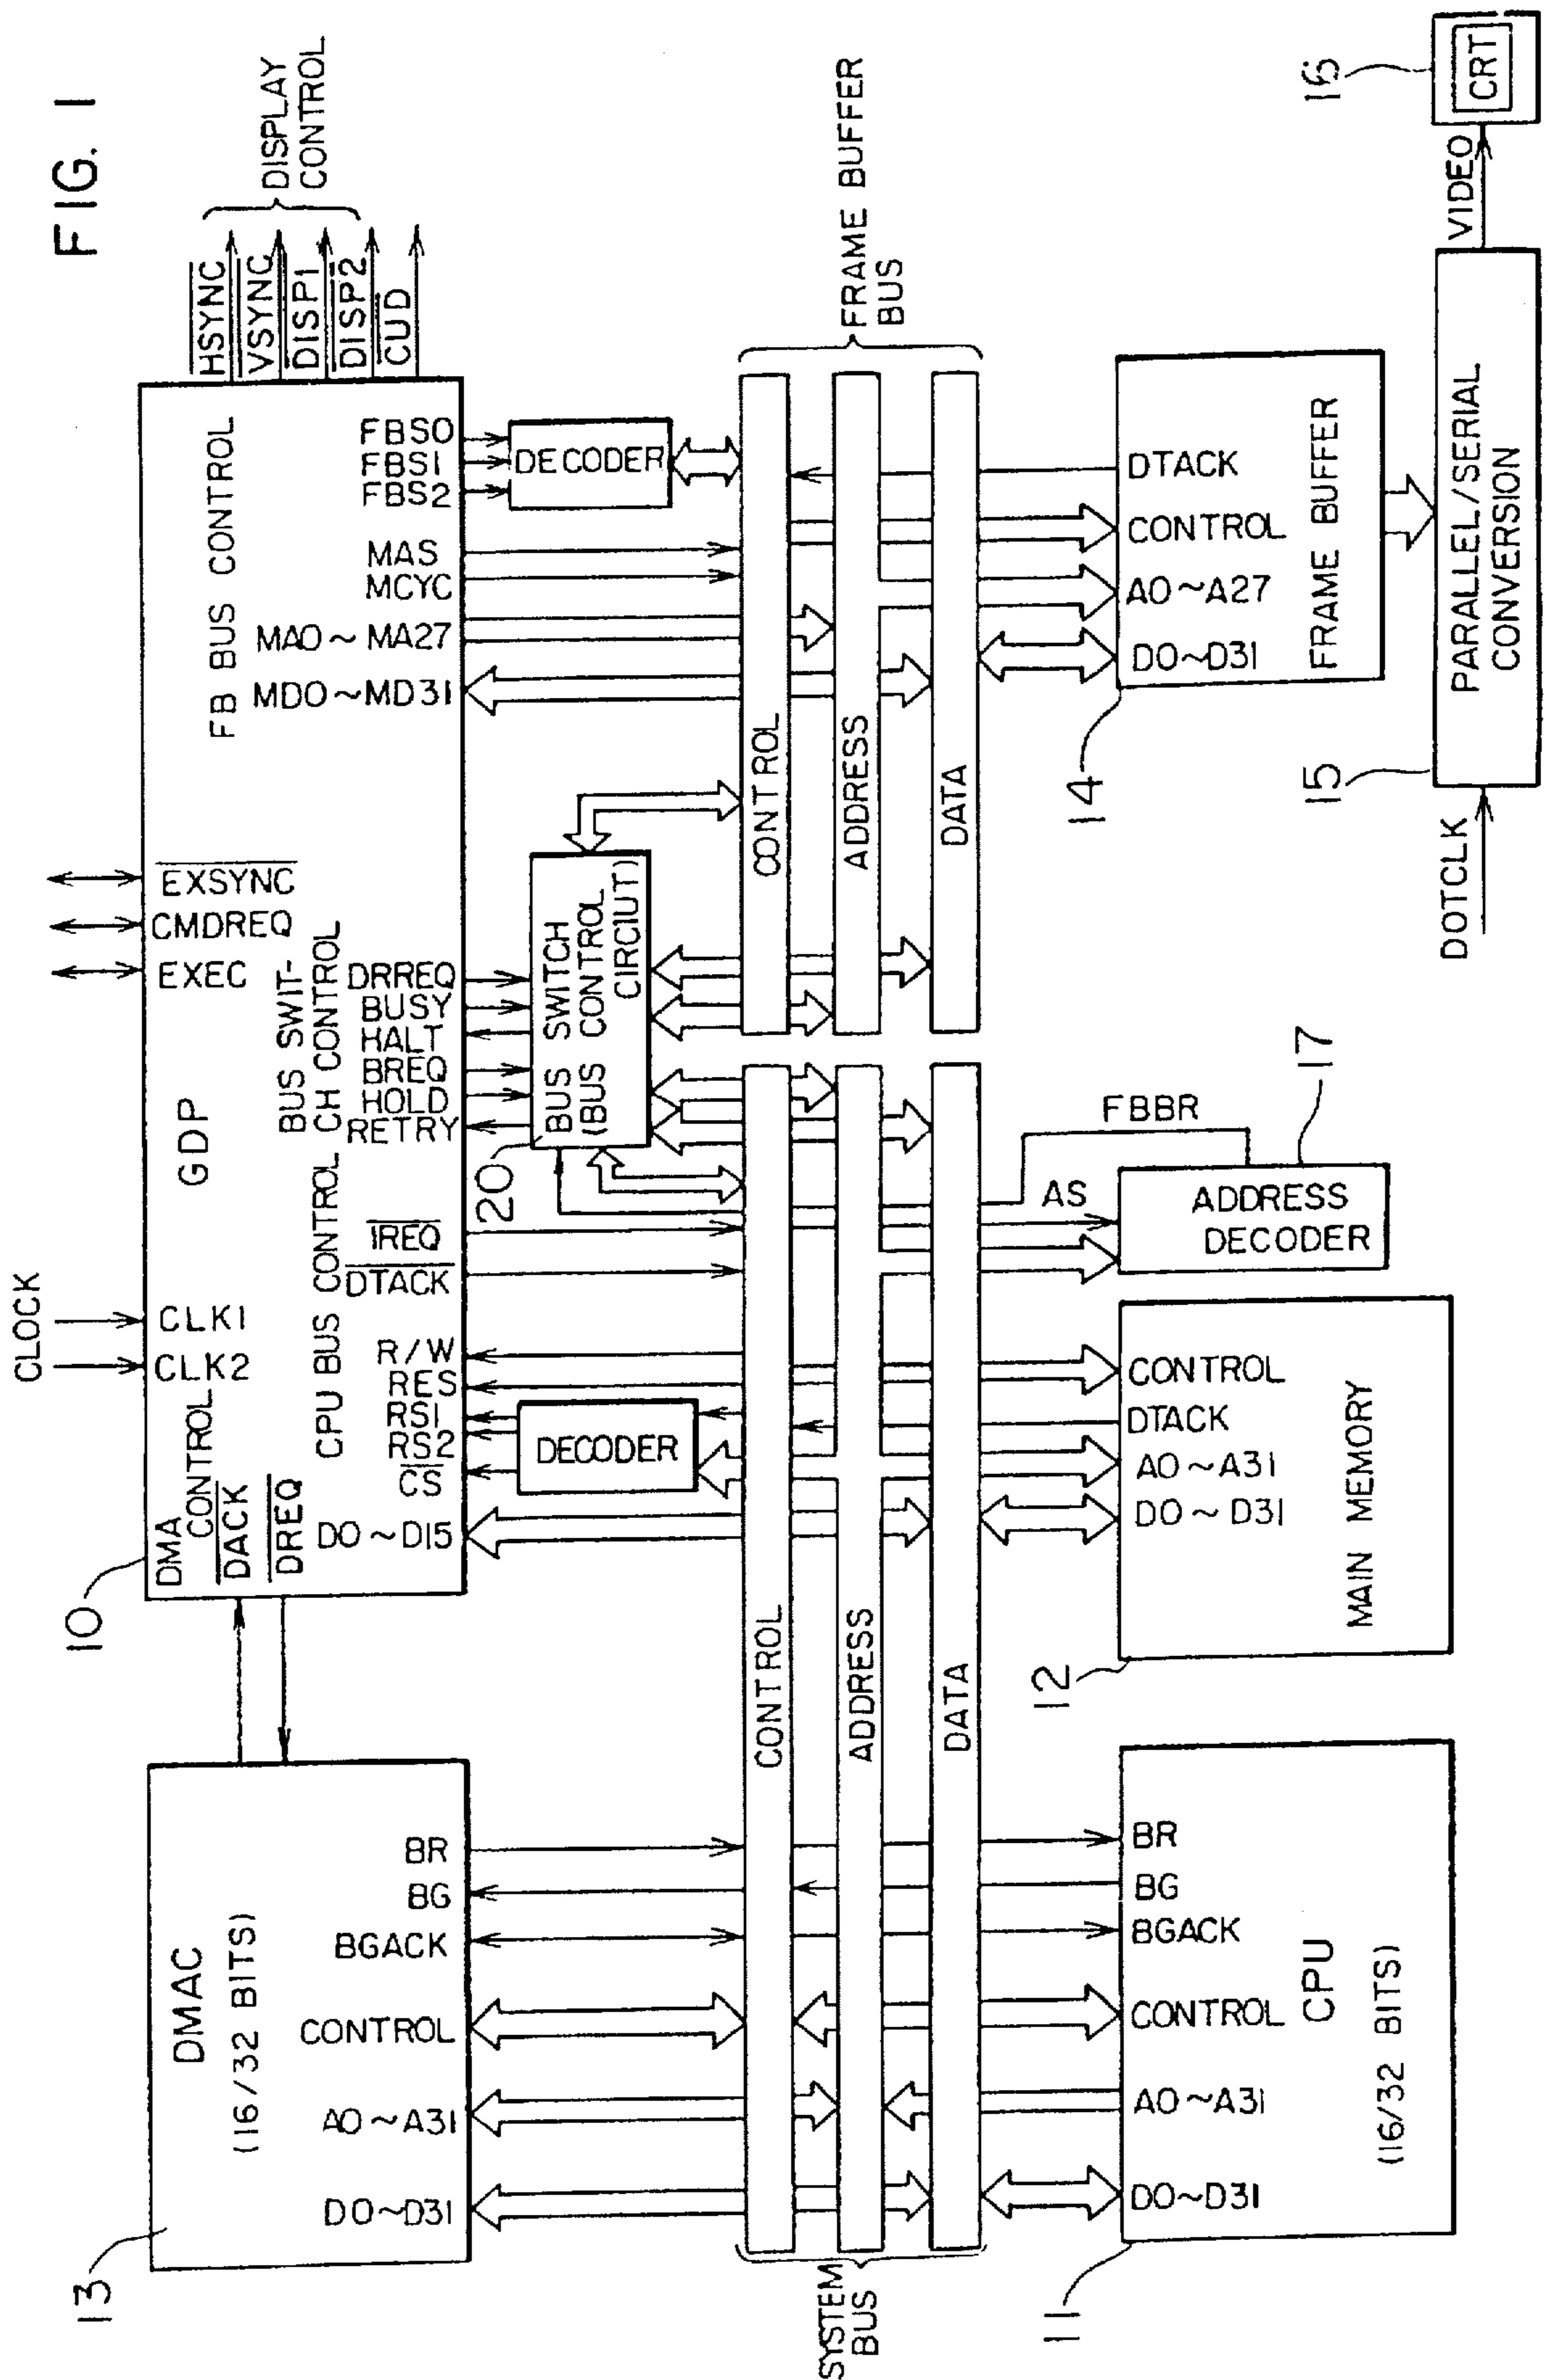 FIG. 1
CLOCK
13
DMAC
(16/32 BITS)
BR
BG
BGACK
CONTROL
A0~A31
D0~D31
10
DMA
CONTROL
DACK
DREQ
CLK1
CLK2
GDP
EXEC
CMDREQ
EXSYNC
CPU BUS CONTROL
D0~D15
CS
RS2
RS1
RES
R/W
DTACK
IREQ
BUS SWIT-
CH CONTROL
RETRY
HOLD
BREQ
HALT
BUSY
DRREQ
FB BUS CONTROL
MD0~MD31
MA0~MA27
MCYC
MAS
FBS2
FBS1
FBS0
HSYNC
VSYNC
DISP1
DISP2
CUD
DISPLAY
CONTROL
DECODER
20
BUS SWITCH
(BUS CONTROL
CIRCIUT)
DECODER
SYSTEM
BUS
CONTROL
ADDRESS
DATA
CONTROL
ADDRESS
DATA
FRAME BUFFER
BUS
11
D0~D31
A0~A31
CONTROL
BGACK
BG
BR
CPU
(16/32 BITS)
12
D0~D31
A0~A31
DTACK
CONTROL
MAIN MEMORY
AS
FBBR
17
ADDRESS
DECODER
14
D0~D31
A0~A27
CONTROL
DTACK
FRAME BUFFER
DOTCLK
15
PARALLEL/SERIAL
CONVERSION
VIDEO
16
CRT